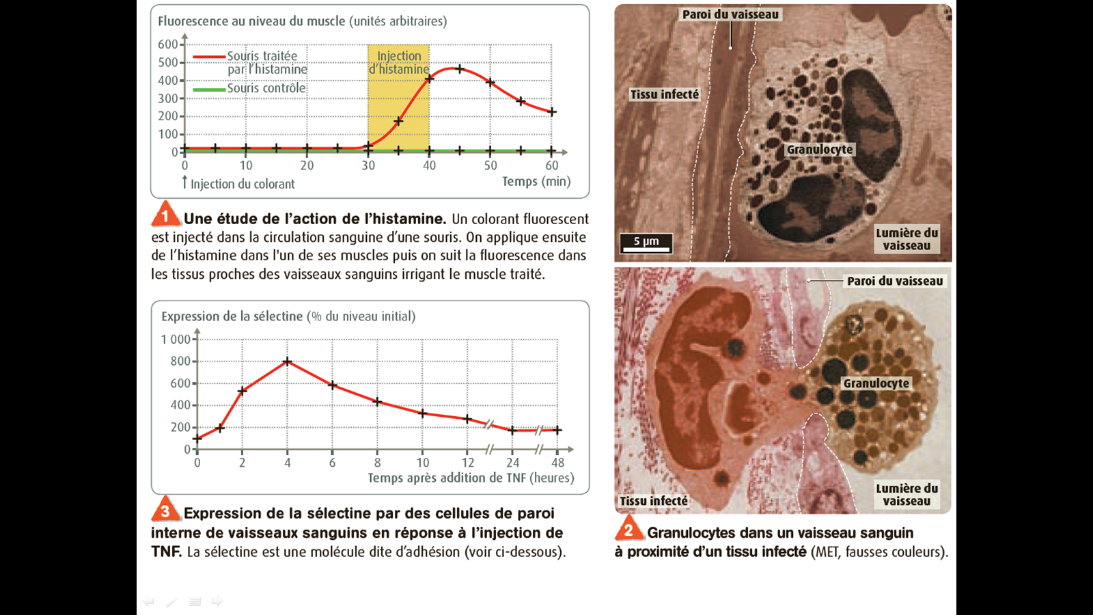 Fluorescence au niveau du muscle (unités arbitraires)
600
500
400
300
200
100
0
Souris traitée
par l'histamine
Souris contrôle
Injection
d'histamine
0 10 20 30 40 50 60
Injection du colorant
Temps (min)
1 Une étude de l'action de l'histamine. Un colorant fluorescent
est injecté dans la circulation sanguine d'une souris. On applique ensuite
de l'histamine dans l'un de ses muscles puis on suit la fluorescence dans
les tissus proches des vaisseaux sanguins irrigant le muscle traité.
Expression de la sélectine (% du niveau initial)
1 000
800
600
400
200
0
0 2 4 6 8 10 12 24 48
Temps après addition de TNF (heures)
3 Expression de la sélectine par des cellules de paroi
interne de vaisseaux sanguins en réponse à l'injection de
TNF. La sélectine est une molécule dite d'adhésion (voir ci-dessous).
Paroi du vaisseau
Tissu infecté
Granulocyte
5 µm
Lumière du
vaisseau
Paroi du vaisseau
Granulocyte
Tissu infecté
Lumière du
vaisseau
2 Granulocytes dans un vaisseau sanguin
à proximité d'un tissu infecté (MET, fausses couleurs).